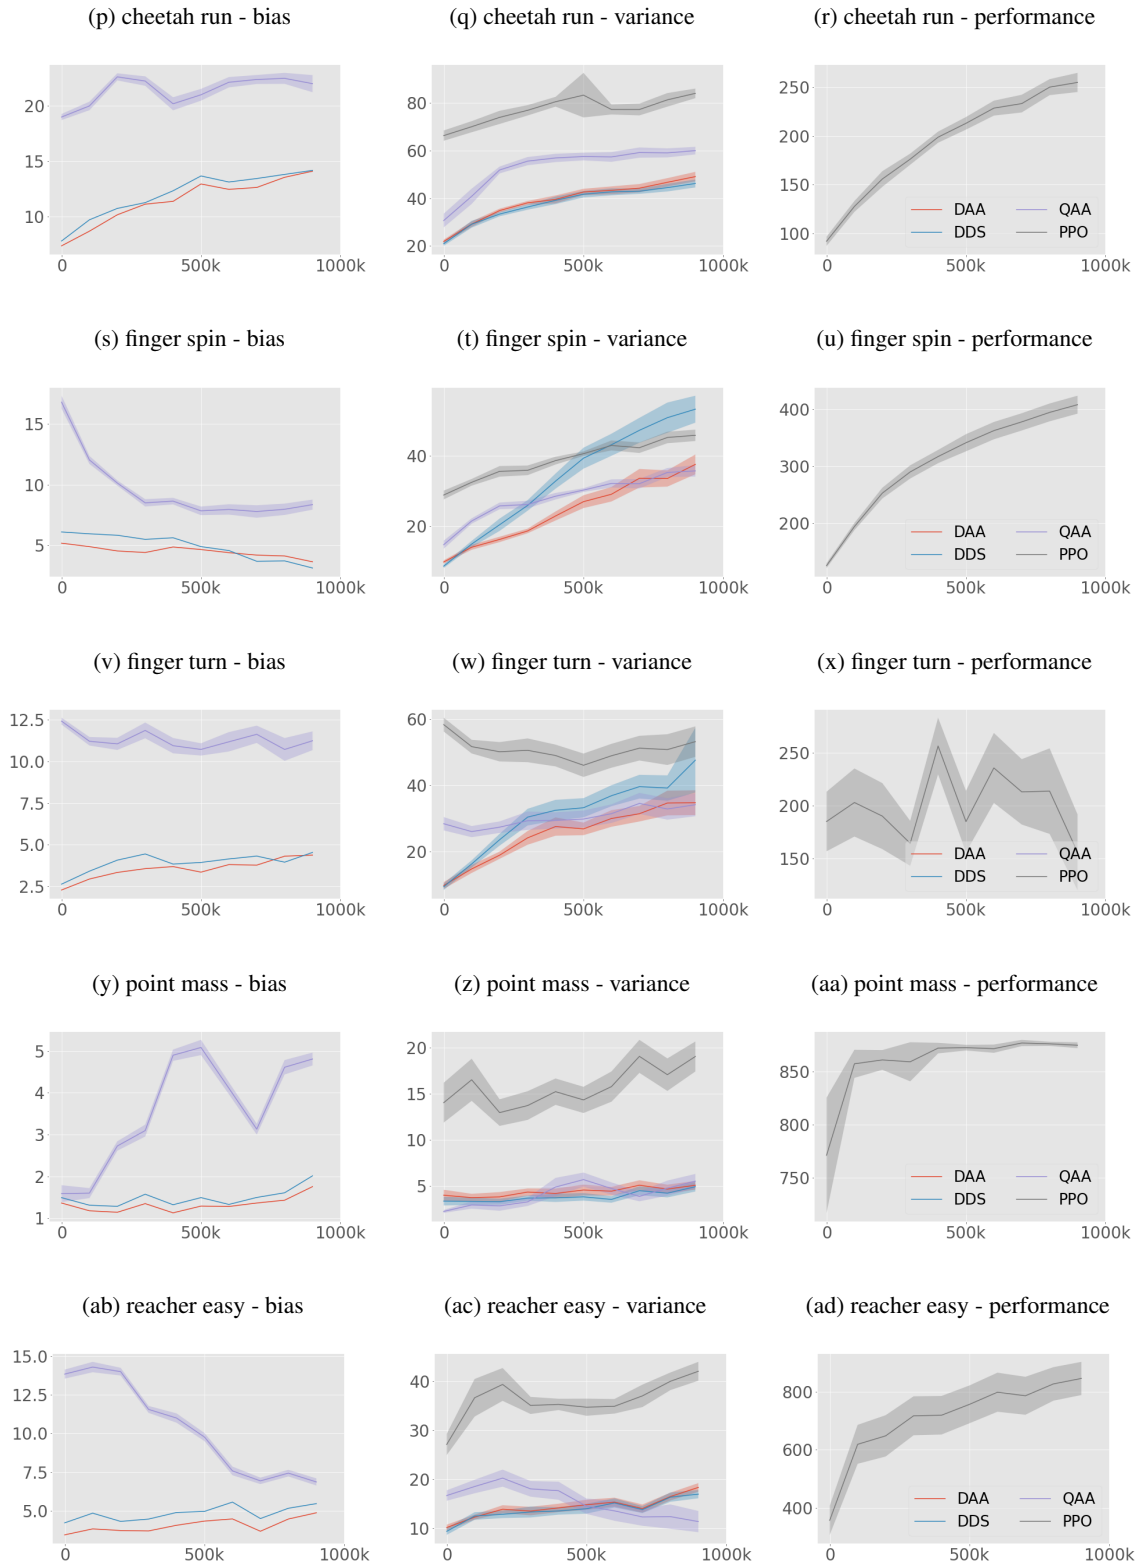 (p) cheetah run - bias
(q) cheetah run - variance
(r) cheetah run - performance
20
15
10
0 500k 1000k
80
60
40
20
0 500k 1000k
250
200
150
100
DAA QAA
DDS PPO
0 500k 1000k
(s) finger spin - bias
(t) finger spin - variance
(u) finger spin - performance
15
10
5
0 500k 1000k
40
20
0 500k 1000k
400
300
200
DAA QAA
DDS PPO
0 500k 1000k
(v) finger turn - bias
(w) finger turn - variance
(x) finger turn - performance
12.5
10.0
7.5
5.0
2.5
0 500k 1000k
60
40
20
0 500k 1000k
250
200
150
DAA QAA
DDS PPO
0 500k 1000k
(y) point mass - bias
(z) point mass - variance
(aa) point mass - performance
5
4
3
2
1
0 500k 1000k
20
15
10
5
0 500k 1000k
850
800
750
DAA QAA
DDS PPO
0 500k 1000k
(ab) reacher easy - bias
(ac) reacher easy - variance
(ad) reacher easy - performance
15.0
12.5
10.0
7.5
5.0
0 500k 1000k
40
30
20
10
0 500k 1000k
800
600
400
DAA QAA
DDS PPO
0 500k 1000k